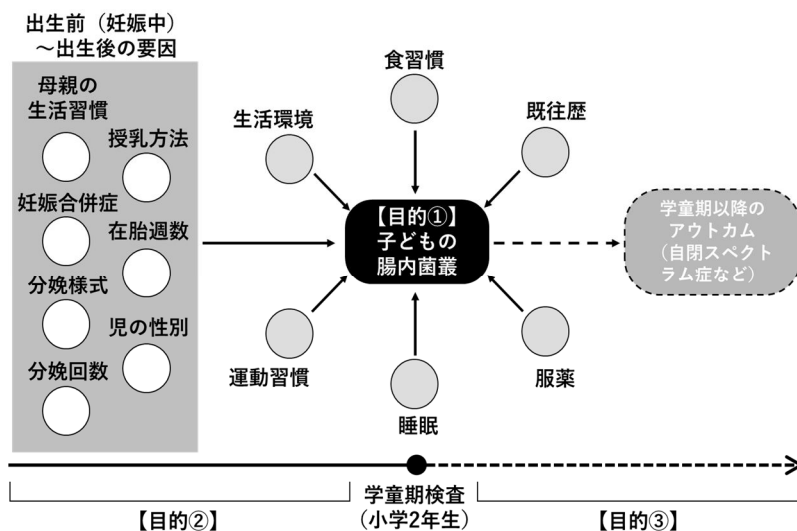 出生前（妊娠中）
～出生後の要因
母親の
生活習慣
授乳方法
妊娠合併症
在胎週数
分娩様式
児の性別
分娩回数
生活環境
食習慣
既往歴
【目的①】
子どもの
腸内菌叢
運動習慣
睡眠
服薬
学童期以降の
アウトカム
（自閉スペクト
ラム症など）
学童期検査
（小学2年生）
【目的②】
【目的③】